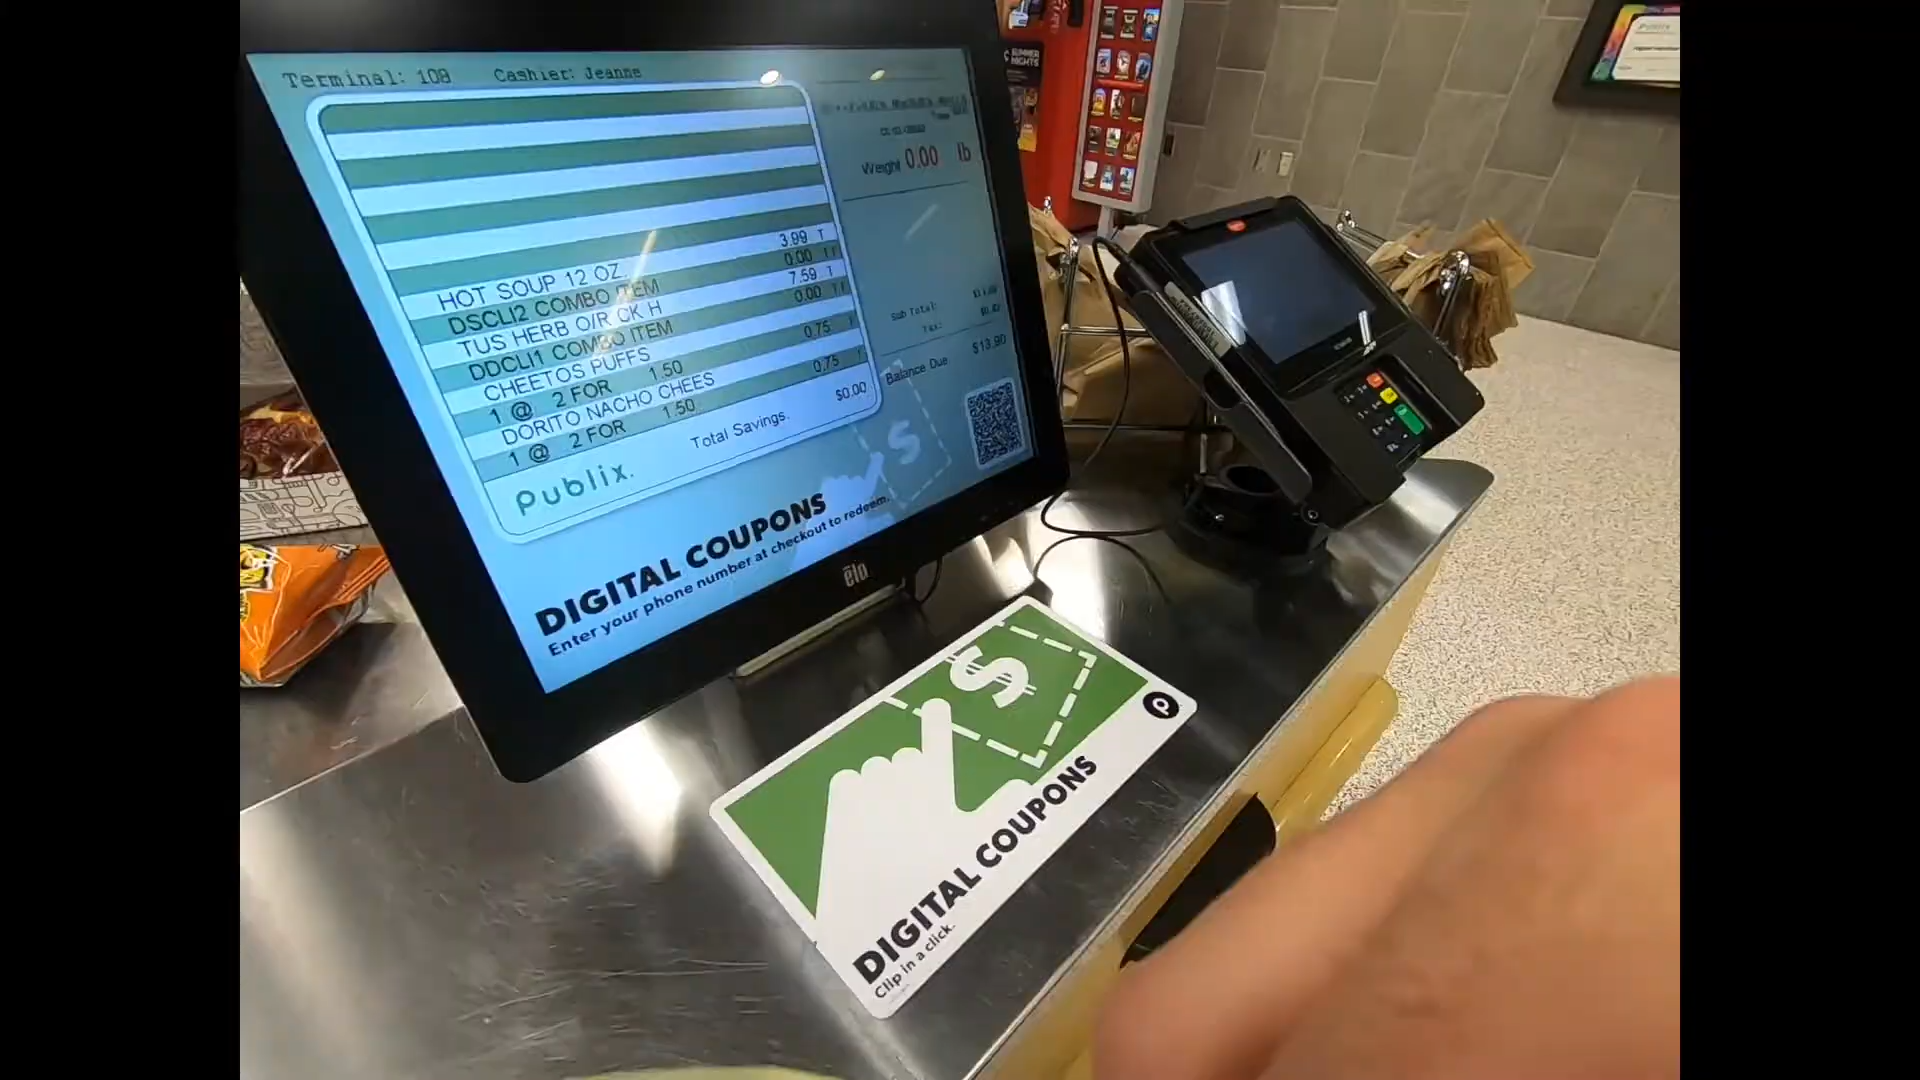 Terminal: 108 Cashier: Jeanne
Weight 0.00 lb
HOT SOUP 12 OZ. 3.99 T
DSCLI2 COMBO ITEM 0.00
TUS HERB O/R CK H 7.59 T
DDCLI1 COMBO ITEM 0.00
CHEETOS PUFFS
1 @ 2 FOR 1.50 0.75
DORITO NACHO CHEES
1 @ 2 FOR 1.50 0.75
Total Savings. $0.00
Publix.
Sub Total:
Tax:
Balance Due $13.90
DIGITAL COUPONS
Enter your phone number at checkout to redeem.
elo
SUMMER
NIGHTS
$
DIGITAL COUPONS
Clip in a click.
P